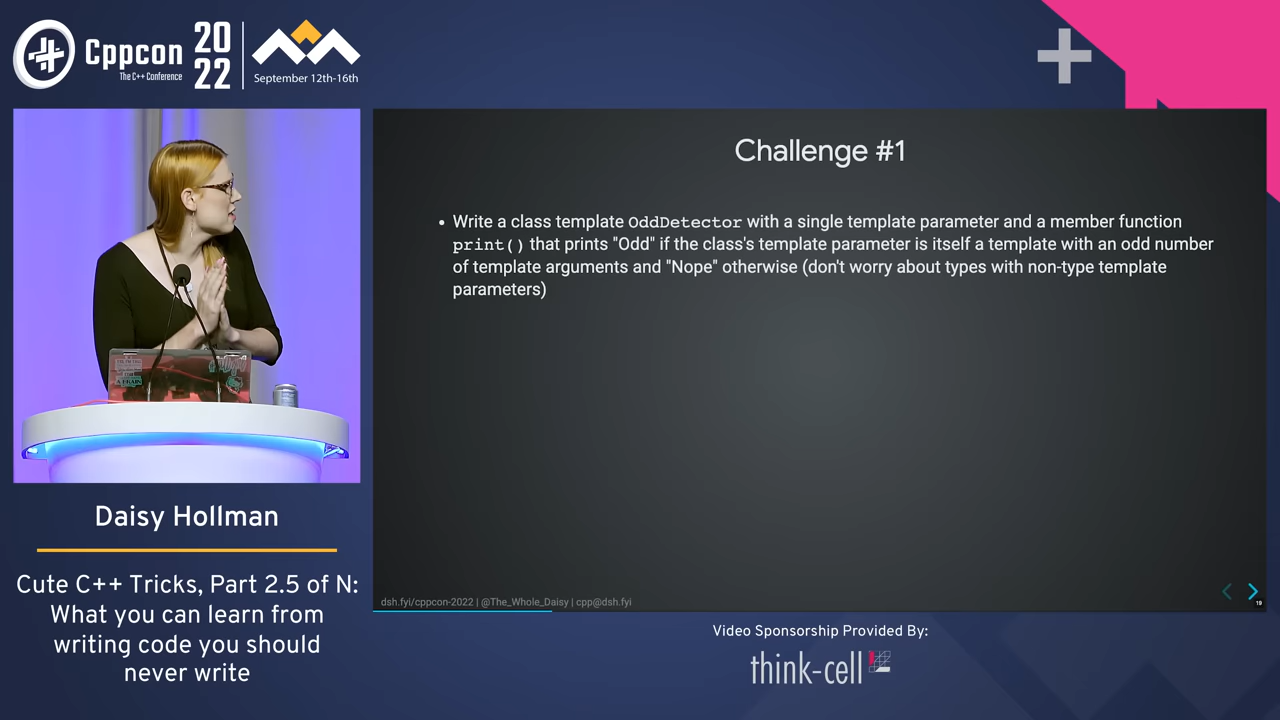 Cppcon
The C++ Conference
20
22
September 12th-16th
Challenge #1
• Write a class template OddDetector with a single template parameter and a member function
print() that prints "Odd" if the class's template parameter is itself a template with an odd number
of template arguments and "Nope" otherwise (don't worry about types with non-type template
parameters)
Daisy Hollman
Cute C++ Tricks, Part 2.5 of N:
What you can learn from
writing code you should
never write
dsh.fyi/cppcon-2022 | @The_Whole_Daisy | cpp@dsh.fyi
19
Video Sponsorship Provided By:
think-cell